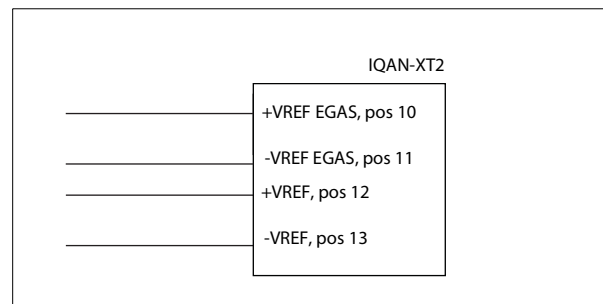 IQAN-XT2
+VREF EGAS, pos 10
-VREF EGAS, pos 11
+VREF, pos 12
-VREF, pos 13